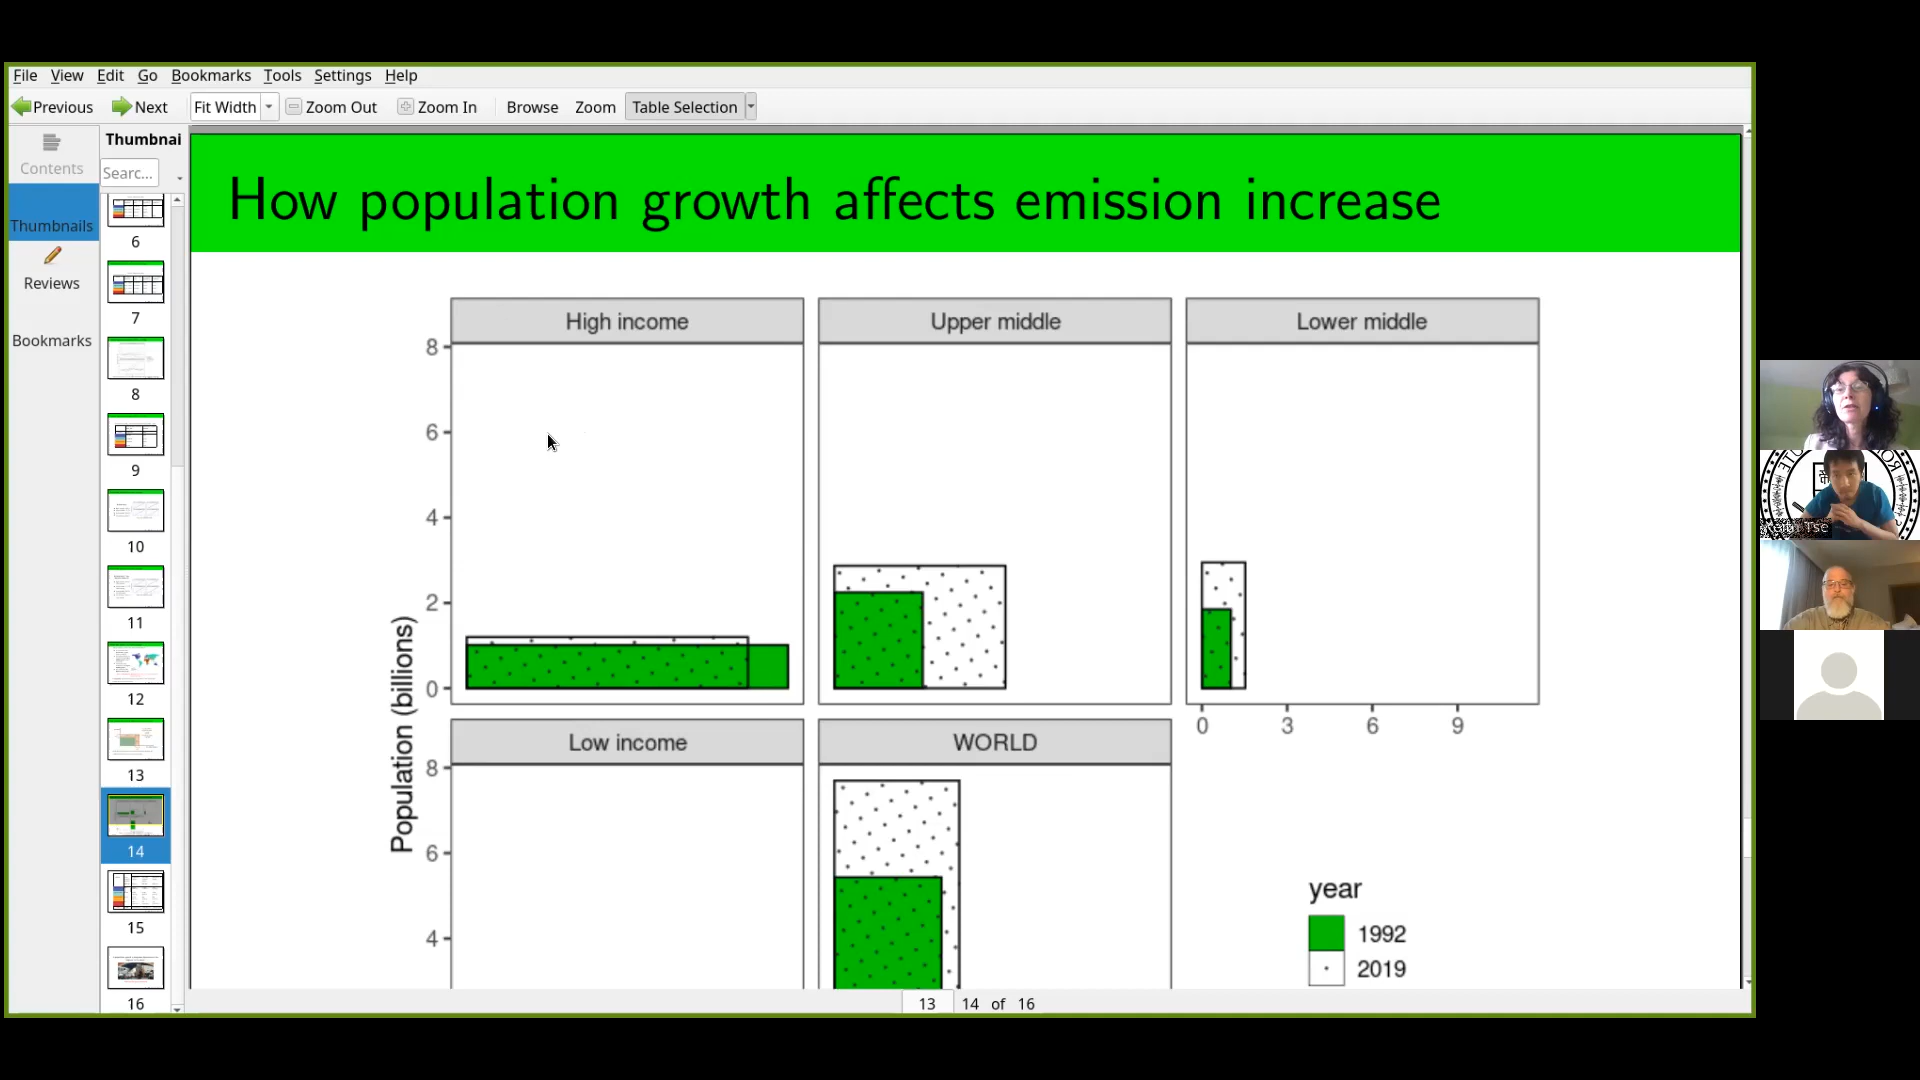 File View Edit Go Bookmarks Tools Settings Help
Previous Next Fit Width Zoom Out Zoom In Browse Zoom Table Selection
Contents
Thumbnails
Reviews
Bookmarks
Thumbnai
Searc...
6
7
8
9
10
11
12
13
14
15
16
How population growth affects emission increase
High income
Upper middle
Lower middle
8
6
4
2
0
0 3 6 9
Low income
WORLD
8
6
4
Population (billions)
year
1992
2019
13 14 of 16
Tse